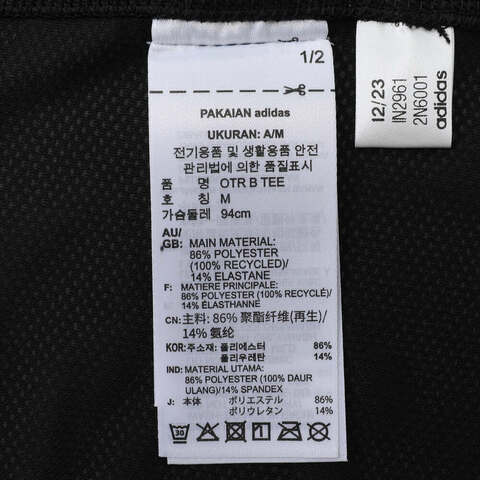 1/2
PAKAIAN adidas
UKURAN: A/M
전기용품 및 생활용품 안전
관리법에 의한 품질표시
품 명 OTR B TEE
호 칭 M
가슴둘레 94cm
AU/
GB: MAIN MATERIAL:
86% POLYESTER
(100% RECYCLED)/
14% ELASTANE
F: MATIERE PRINCIPALE:
86% POLYESTER (100% RECYCLÉ)/
14% ÉLASTHANNE
CN: 主料: 86% 聚酯纤维(再生)/
14% 氨纶
KOR: 주소재: 폴리에스터 86%
폴리우레탄 14%
IND: MATERIAL UTAMA:
86% POLYESTER (100% DAUR
ULANG)/14% SPANDEX
J: 本体 ポリエステル 86%
ポリウレタン 14%
30
12/23
IN2961
2N6001
adidas